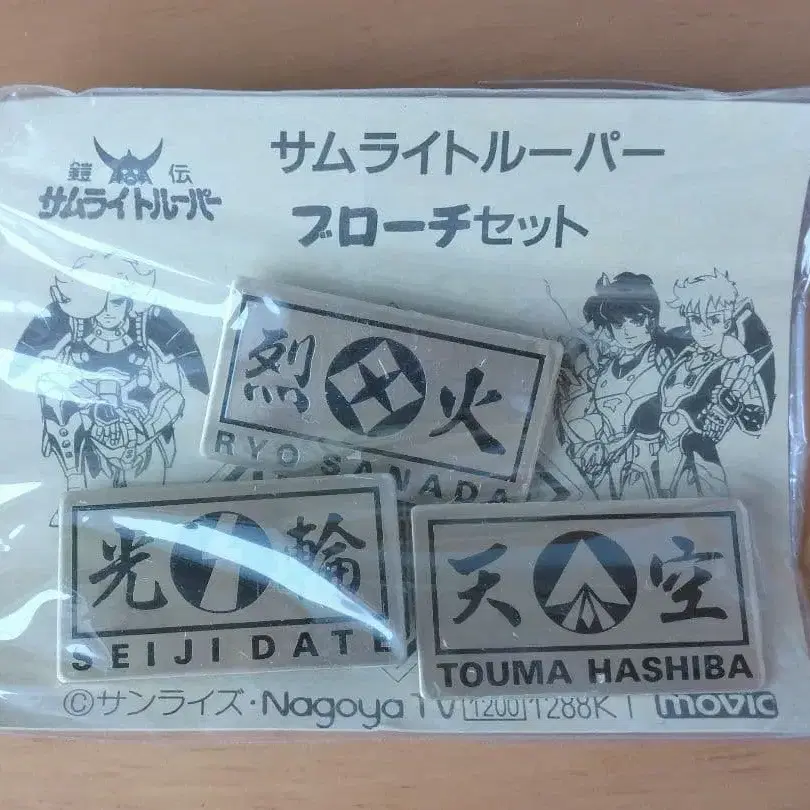 鎧伝
サムライトルーパー
サムライトルーパー
ブローチセット
烈火
RYO SANADA
光輪
SEIJI DATE
天空
TOUMA HASHIBA
©サンライズ・Nagoya TV 1200 1288K movic